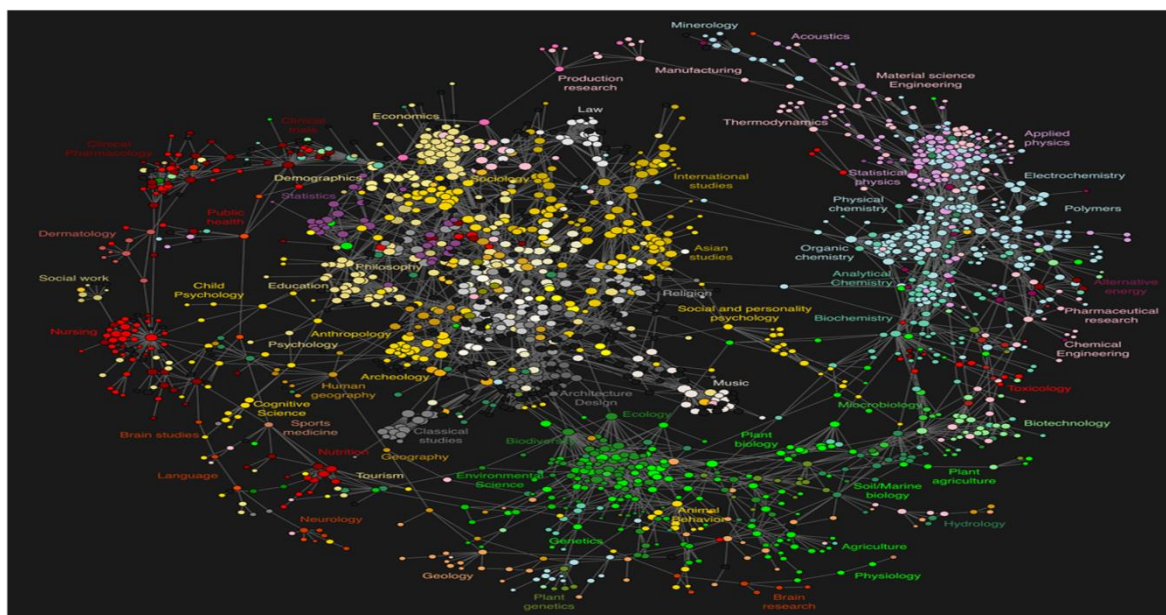 Minerology
Acoustics
Production
research
Manufacturing
Material science
Engineering
Law
Economics
Thermodynamics
Clinical
trials
Clinical
Pharmacology
Applied
physics
Demographics
Sociology
International
studies
Statistical
physics
Electrochemistry
Statistics
Physical
chemistry
Polymers
Public
health
Dermatology
Asian
studies
Organic
chemistry
Social work
Philosophy
Child
Psychology
Education
Religion
Analytical
Chemistry
Alternative
energy
Social and personality
psychology
Pharmaceutical
research
Biochemistry
Nursing
Anthropology
Psychology
Chemical
Engineering
Archeology
Human
geography
Music
Toxicology
Architecture
Design
Cognitive
Science
Microbiology
Ecology
Sports
medicine
Brain studies
Classical
studies
Biodiversity
Plant
biology
Biotechnology
Nutrition
Geography
Language
Tourism
Environmental
Science
Plant
agriculture
Soil/Marine
biology
Animal
Behavior
Neurology
Hydrology
Genetics
Agriculture
Geology
Physiology
Plant
genetics
Brain
research